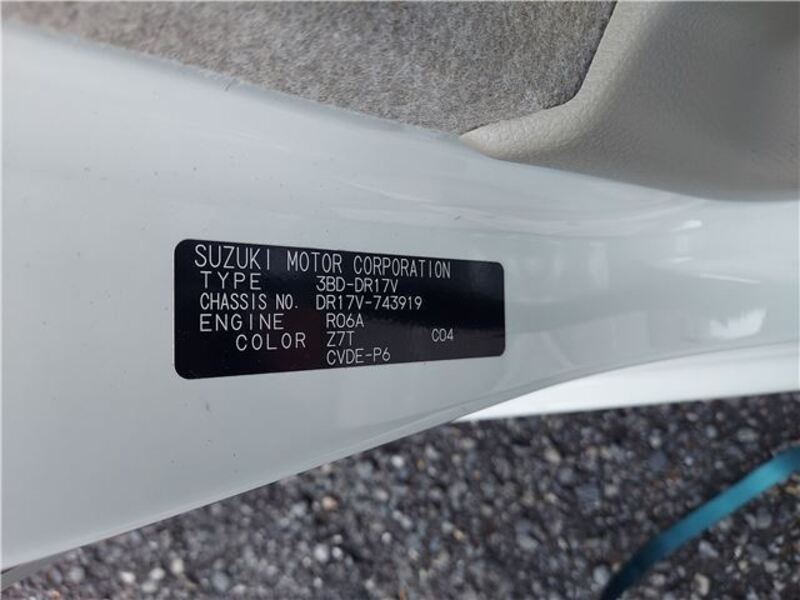 SUZUKI MOTOR CORPORATION
TYPE 3BD-DR17V
CHASSIS NO. DR17V-743919
ENGINE R06A
COLOR Z7T C04
CVDE-P6